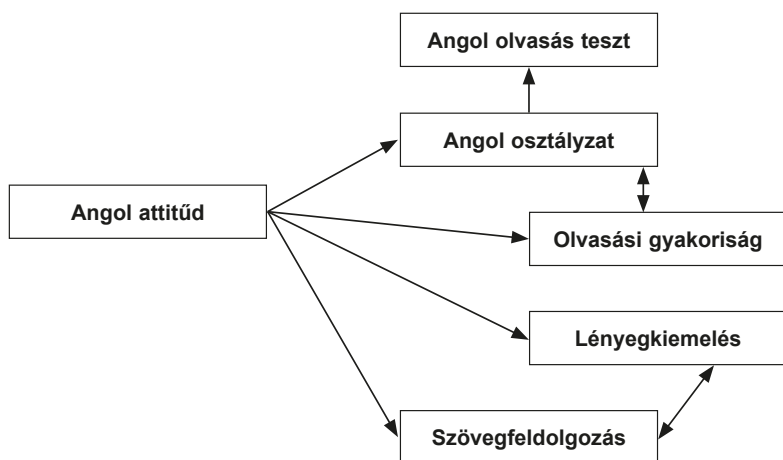 Angol olvasás teszt
Angol osztályzat
Angol attitűd
Olvasási gyakoriság
Lényegkiemelés
Szövegfeldolgozás